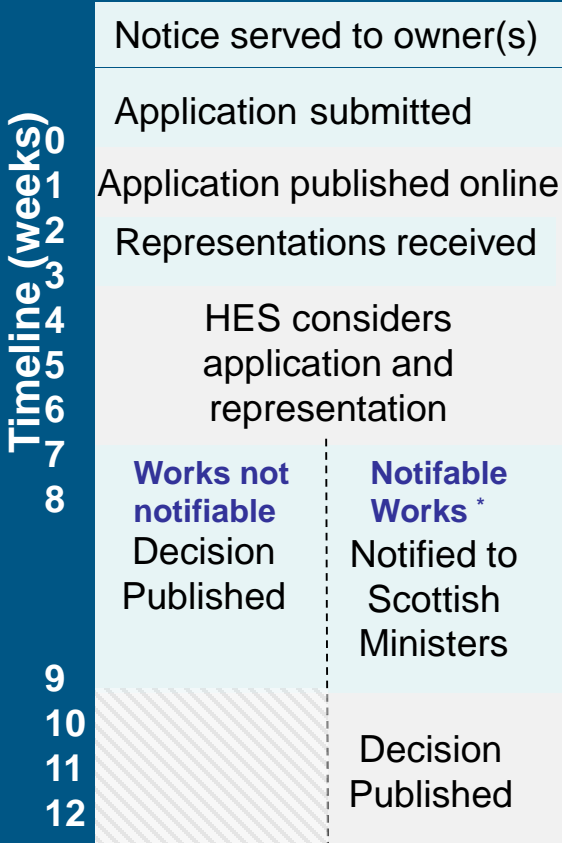 Timeline (weeks)
Notice served to owner(s)
Application submitted
0
1
Application published online
2
Representations received
3
4
HES considers
5
application and
6
representation
7
8
Works not
notifiable
Decision
Published
Notifable
Works *
Notified to
Scottish
Ministers
9
10
11
12
Decision
Published